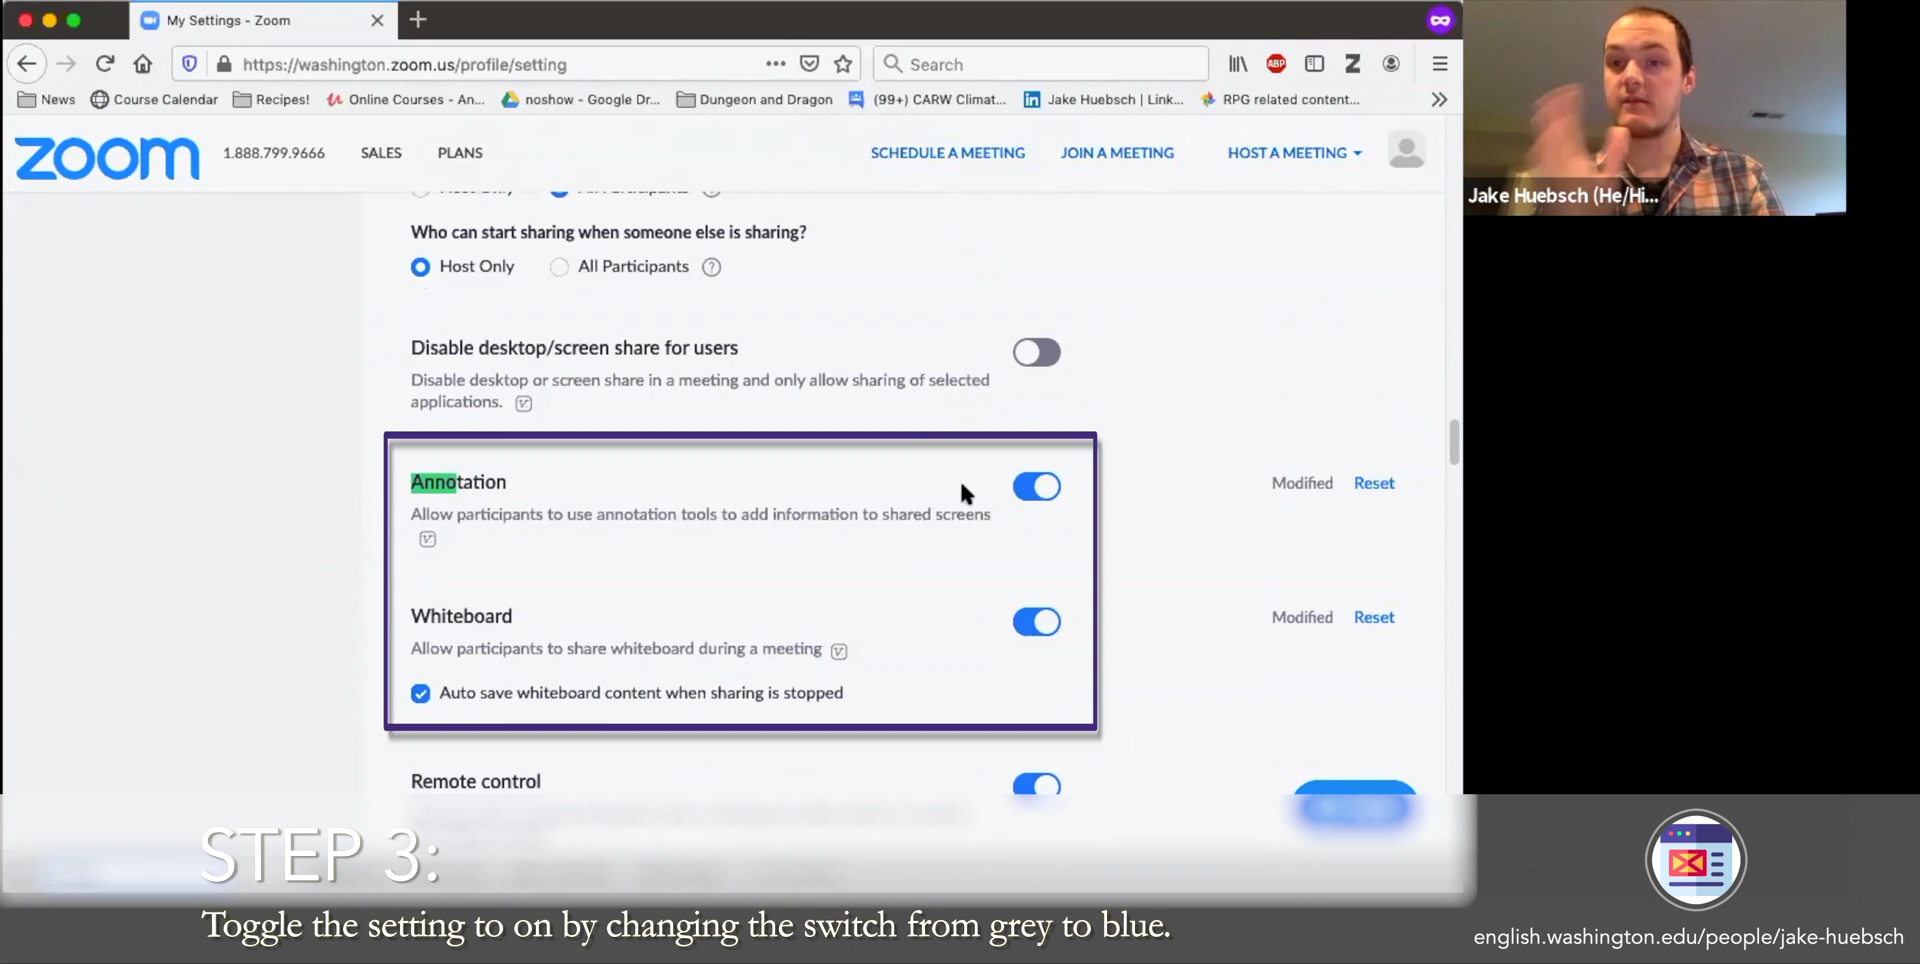 My Settings - Zoom
https://washington.zoom.us/profile/setting
Search
ABP
Z
News
Course Calendar
Recipes!
Online Courses - An...
noshow - Google Dr...
Dungeon and Dragon
(99+) CARW Climat...
in
Jake Huebsch | Link...
RPG related content...
zoom
1.888.799.9666
SALES
PLANS
SCHEDULE A MEETING
JOIN A MEETING
HOST A MEETING
Jake Huebsch (He/Hi...
All Participants
Who can start sharing when someone else is sharing?
Host Only
All Participants
?
Disable desktop/screen share for users
Disable desktop or screen share in a meeting and only allow sharing of selected
applications.
Annotation
Modified
Reset
Allow participants to use annotation tools to add information to shared screens
Whiteboard
Modified
Reset
Allow participants to share whiteboard during a meeting
Auto save whiteboard content when sharing is stopped
Remote control
STEP 3:
Toggle the setting to on by changing the switch from grey to blue.
english.washington.edu/people/jake-huebsch